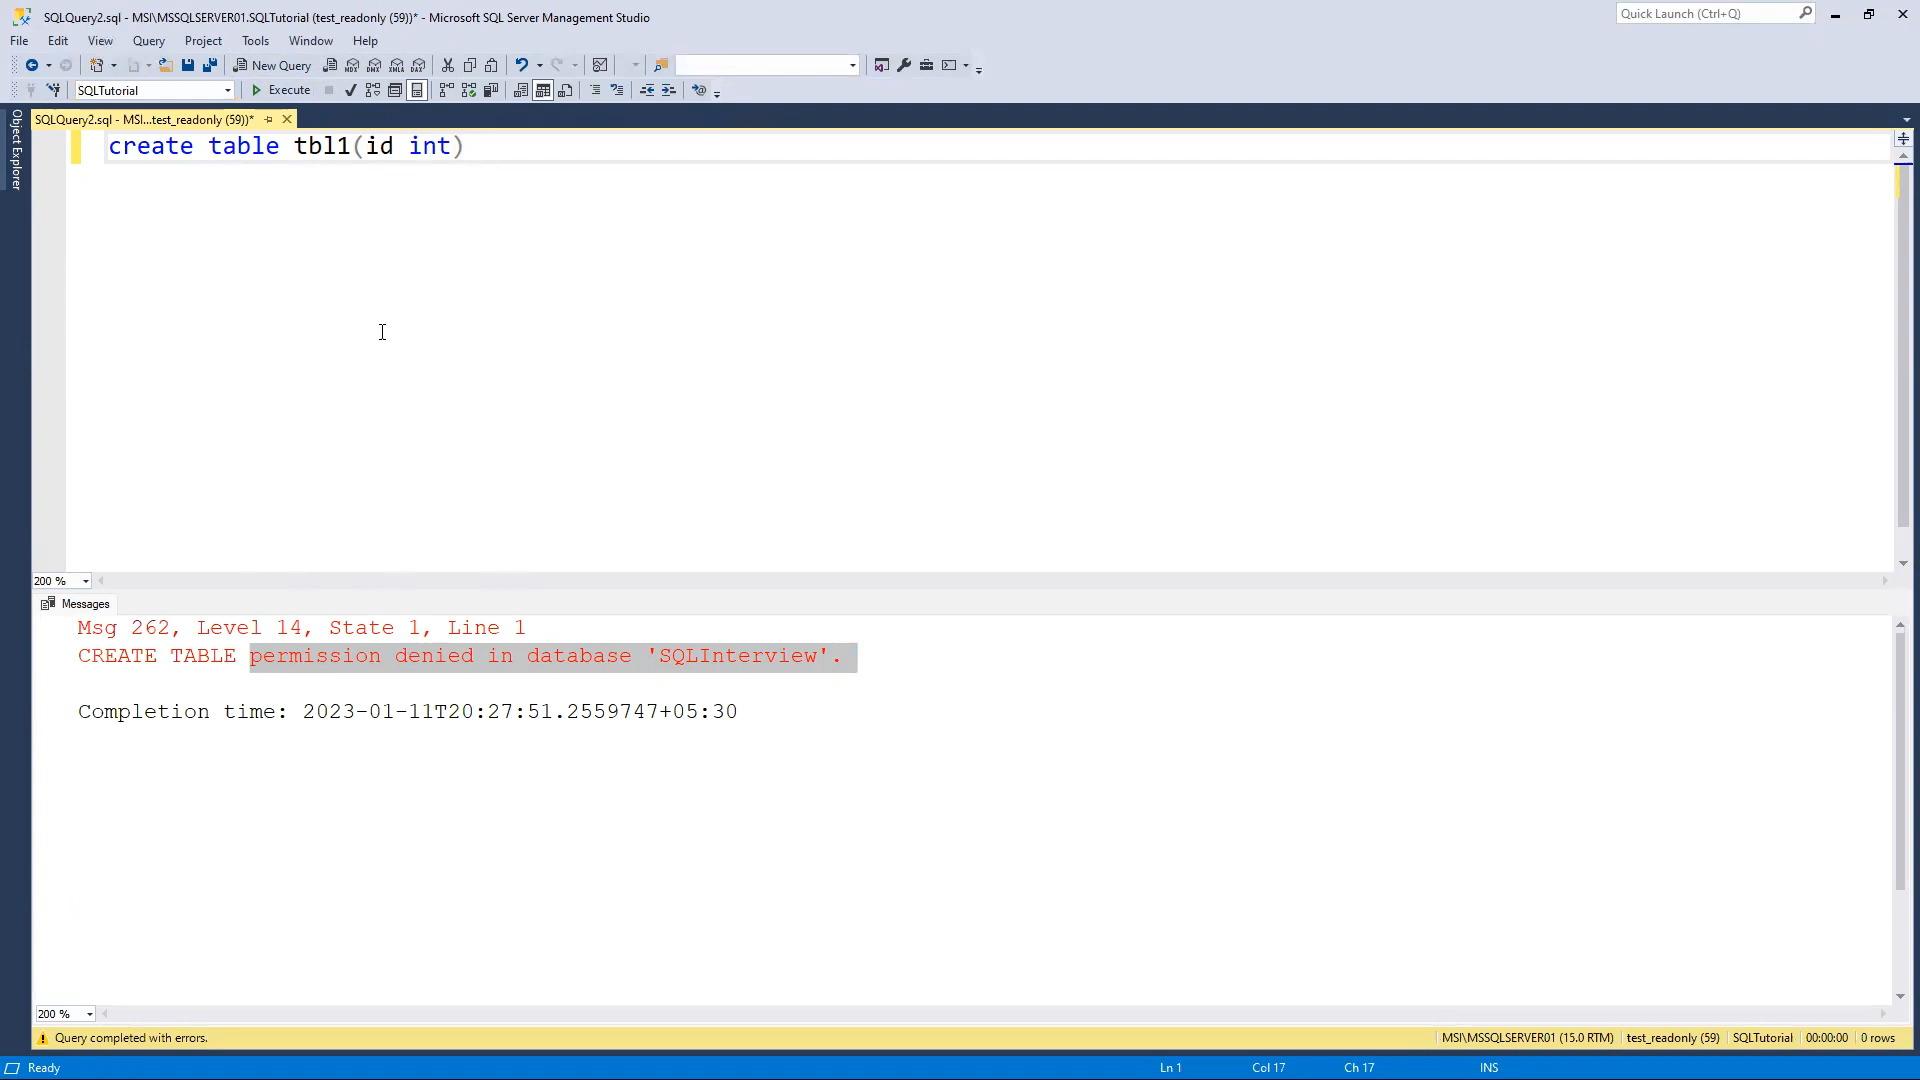 SQLQuery2.sql - MSI\MSSQLSERVER01.SQLTutorial (test_readonly (59))* - Microsoft SQL Server Management Studio
Quick Launch (Ctrl+Q)
File Edit View Query Project Tools Window Help
New Query
SQLTutorial Execute
Object Explorer
SQLQuery2.sql - MSI...test_readonly (59))*
create table tbl1(id int)
200 %
Messages
Msg 262, Level 14, State 1, Line 1
CREATE TABLE permission denied in database 'SQLInterview'.
Completion time: 2023-01-11T20:27:51.2559747+05:30
200 %
Query completed with errors. MSI\MSSQLSERVER01 (15.0 RTM) test_readonly (59) SQLTutorial 00:00:00 0 rows
Ready Ln 1 Col 17 Ch 17 INS